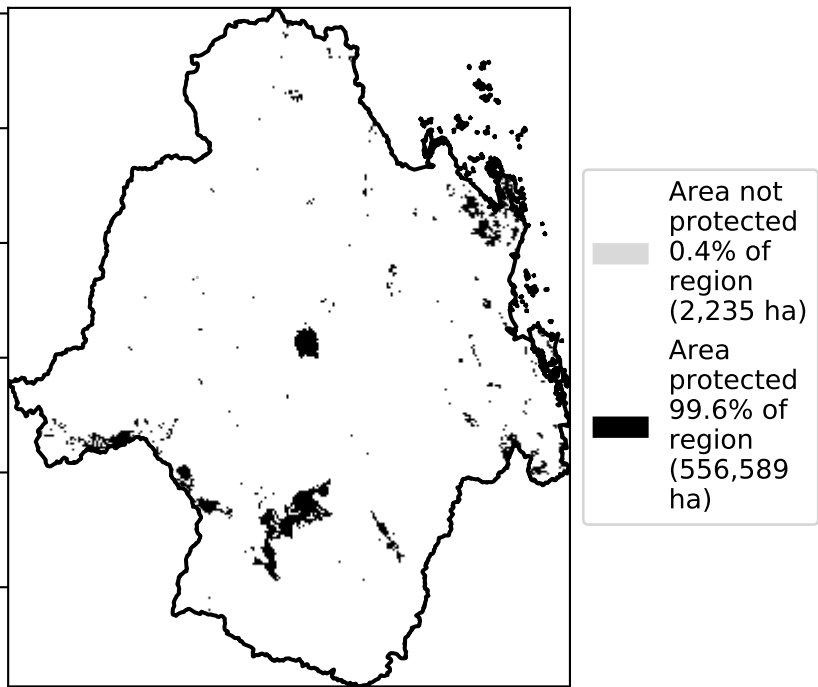 Area not
protected
0.4% of
region
(2,235 ha)
Area
protected
99.6% of
region
(556,589
ha)